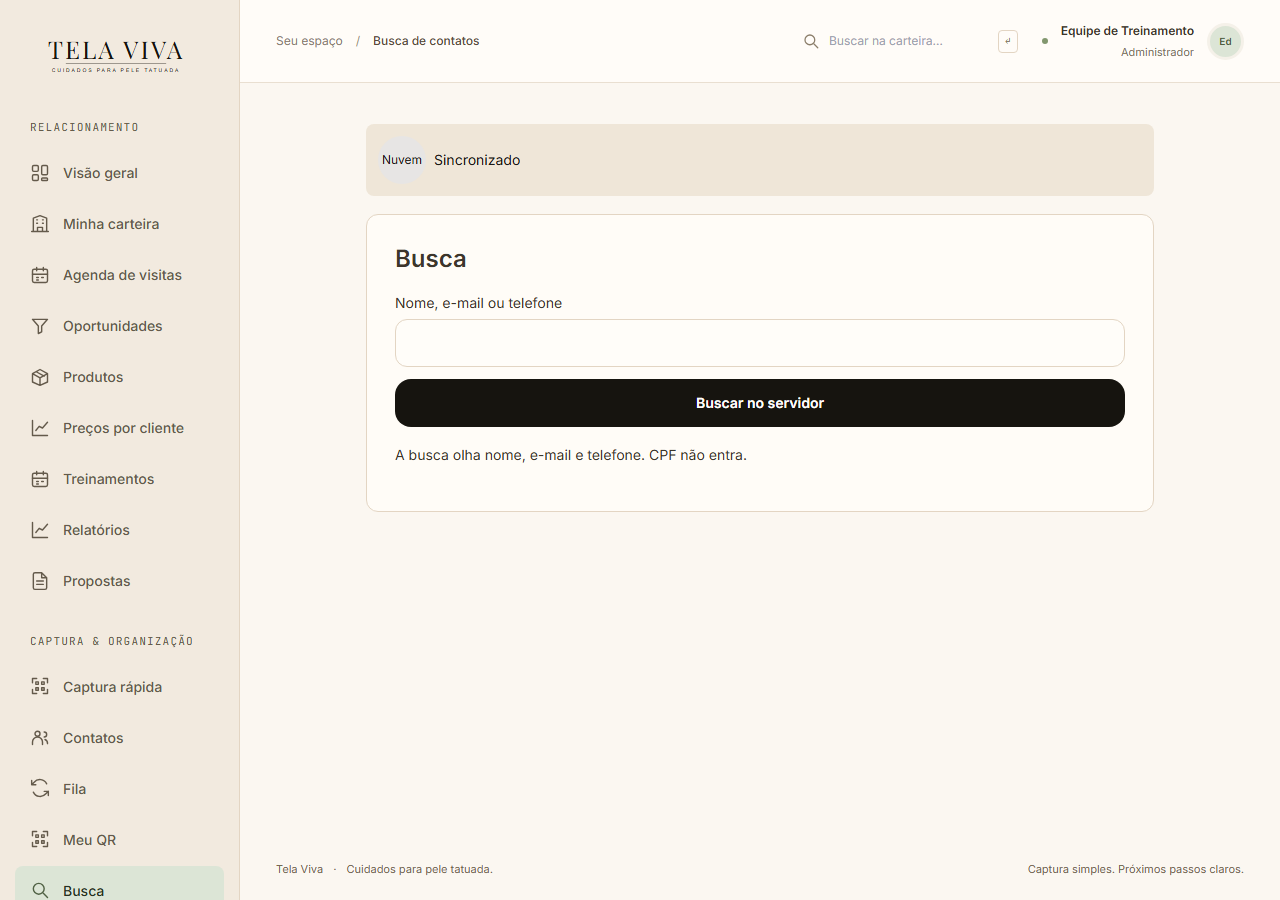 TELA VIVA
CUIDADOS PARA PELE TATUADA
RELACIONAMENTO
Visão geral
Minha carteira
Agenda de visitas
Oportunidades
Produtos
Preços por cliente
Treinamentos
Relatórios
Propostas
CAPTURA & ORGANIZAÇÃO
Captura rápida
Contatos
Fila
Meu QR
Busca
Seu espaço / Busca de contatos
Buscar na carteira...
↵
Equipe de Treinamento
Administrador
Ed
Nuvem Sincronizado
Busca
Nome, e-mail ou telefone
Buscar no servidor
A busca olha nome, e-mail e telefone. CPF não entra.
Tela Viva · Cuidados para pele tatuada.
Captura simples. Próximos passos claros.